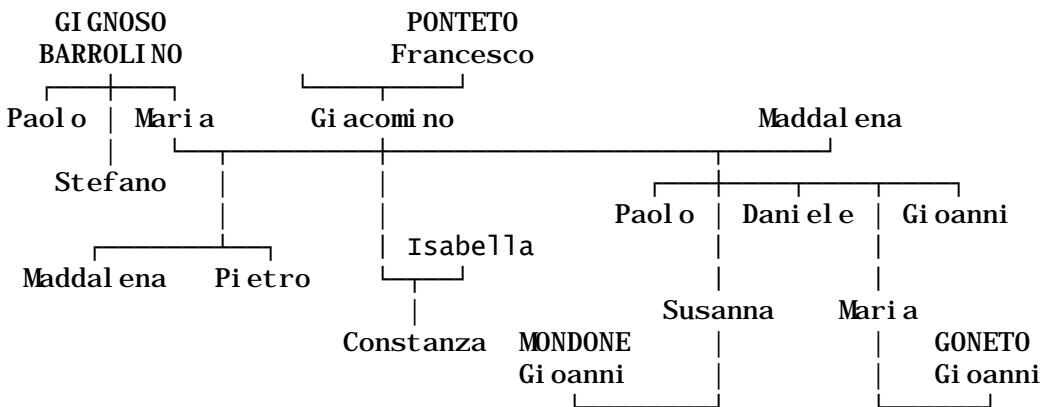 GIGNOSO PONTETO
BARROLINO Francesco
Paolo Maria Giacomino Maddalena
Stefano
Paolo Daniele Gioanni
Isabella
Maddalena Pietro
Susanna Maria
Constanza MONDONE GONETO
Gioanni Gioanni